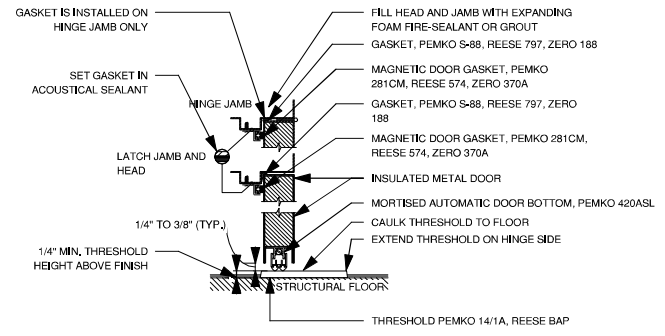 GASKET IS INSTALLED ON
HINGE JAMB ONLY
FILL HEAD AND JAMB WITH EXPANDING
FOAM FIRE-SEALANT OR GROUT
GASKET, PEMKO S-88, REESE 797, ZERO 188
MAGNETIC DOOR GASKET, PEMKO
281CM, REESE 574, ZERO 370A
SET GASKET IN
ACOUSTICAL SEALANT
HINGE JAMB
GASKET, PEMKO S-88, REESE 797, ZERO
188
MAGNETIC DOOR GASKET, PEMKO 281CM,
REESE 574, ZERO 370A
LATCH JAMB AND
HEAD
INSULATED METAL DOOR
MORTISED AUTOMATIC DOOR BOTTOM, PEMKO 420ASL
1/4" TO 3/8" (TYP.)
CAULK THRESHOLD TO FLOOR
EXTEND THRESHOLD ON HINGE SIDE
1/4" MIN. THRESHOLD
HEIGHT ABOVE FINISH
STRUCTURAL FLOOR
THRESHOLD PEMKO 14/1A, REESE BAP